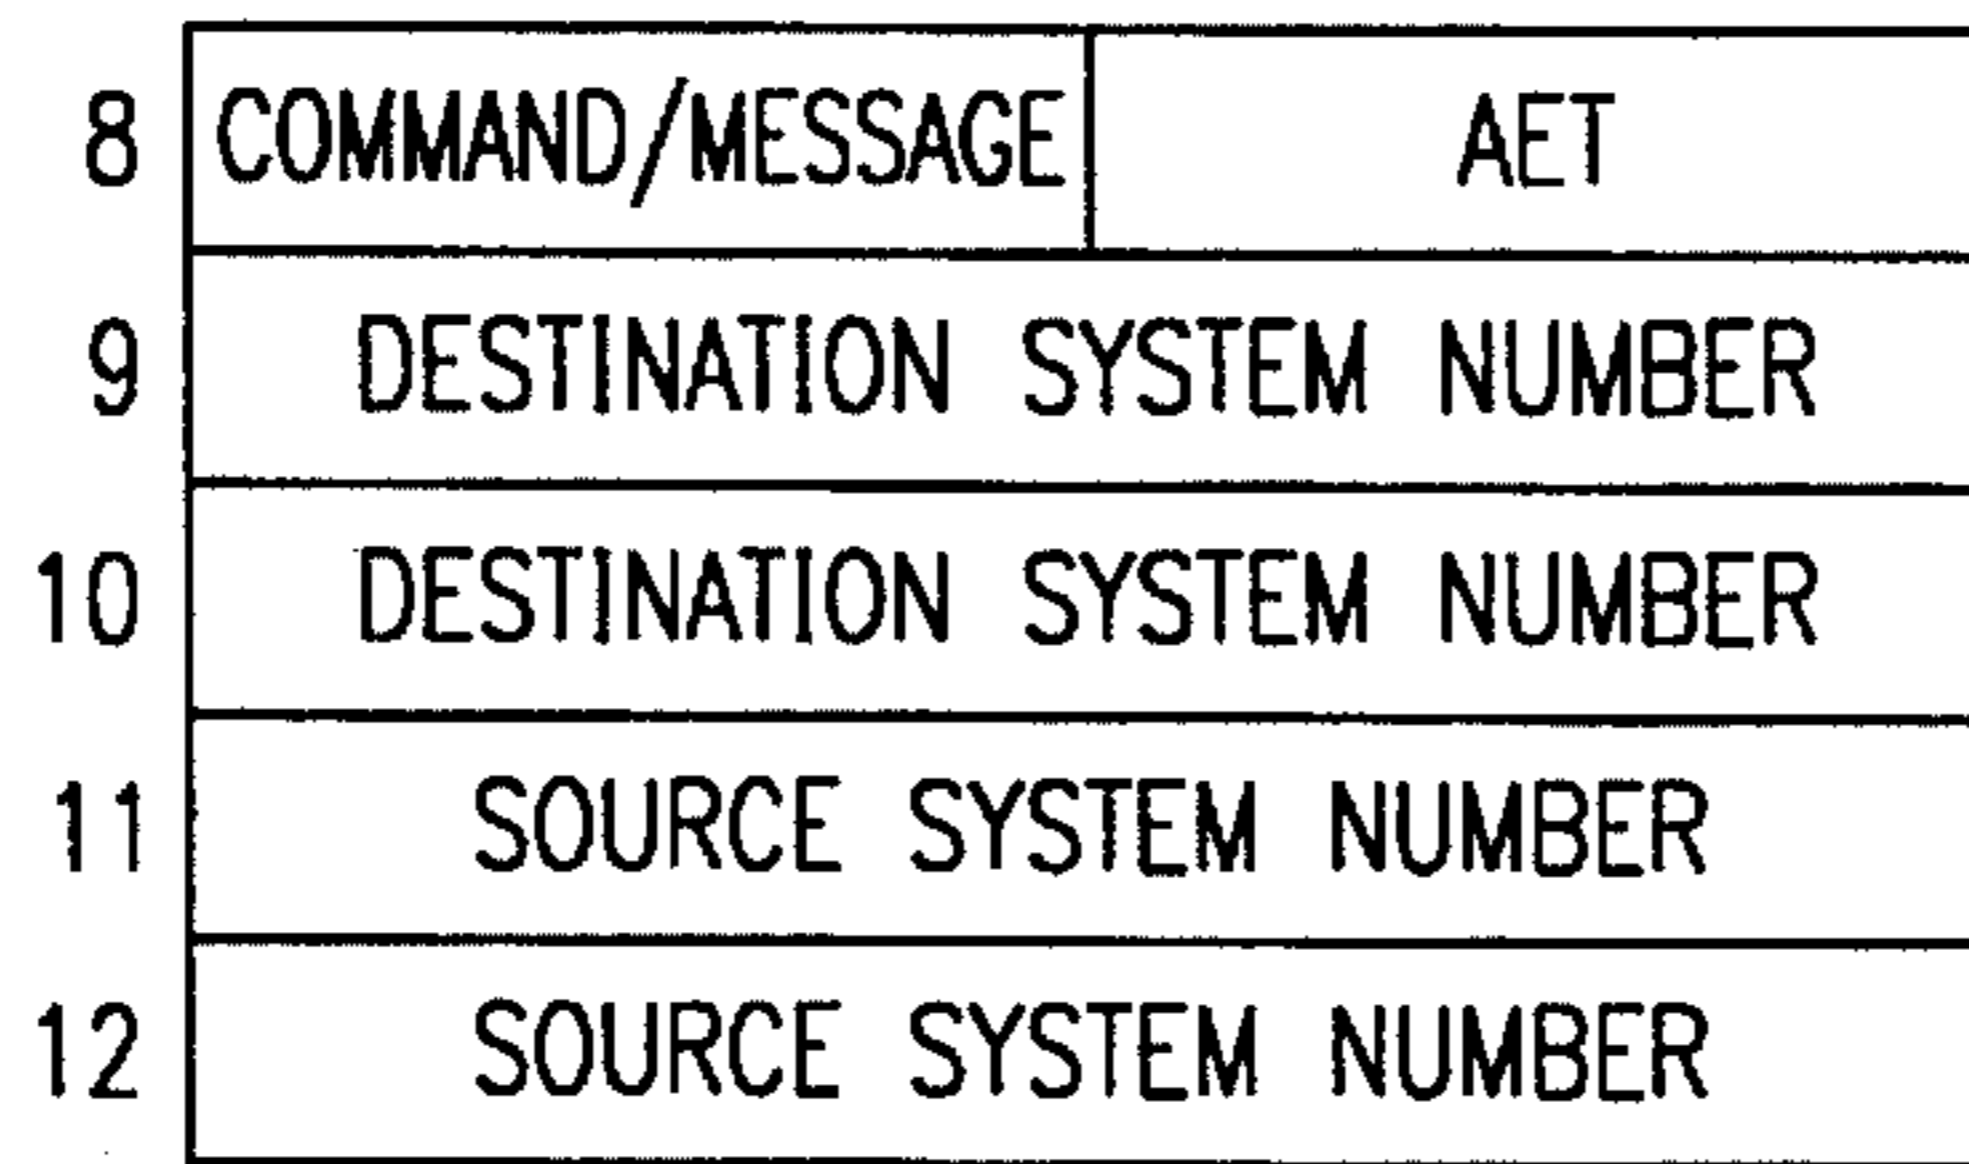 8 COMMAND/MESSAGE AET
9 DESTINATION SYSTEM NUMBER
10 DESTINATION SYSTEM NUMBER
11 SOURCE SYSTEM NUMBER
12 SOURCE SYSTEM NUMBER